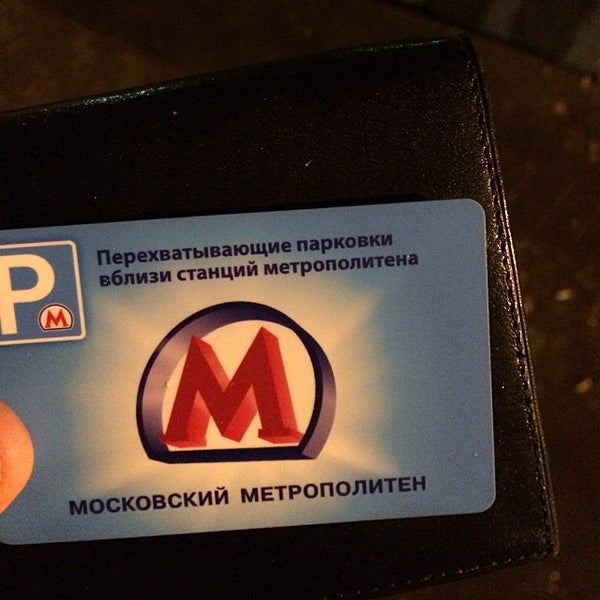 Перехватывающие парковки
вблизи станций метрополитена
P
М
М
МОСКОВСКИЙ МЕТРОПОЛИТЕН